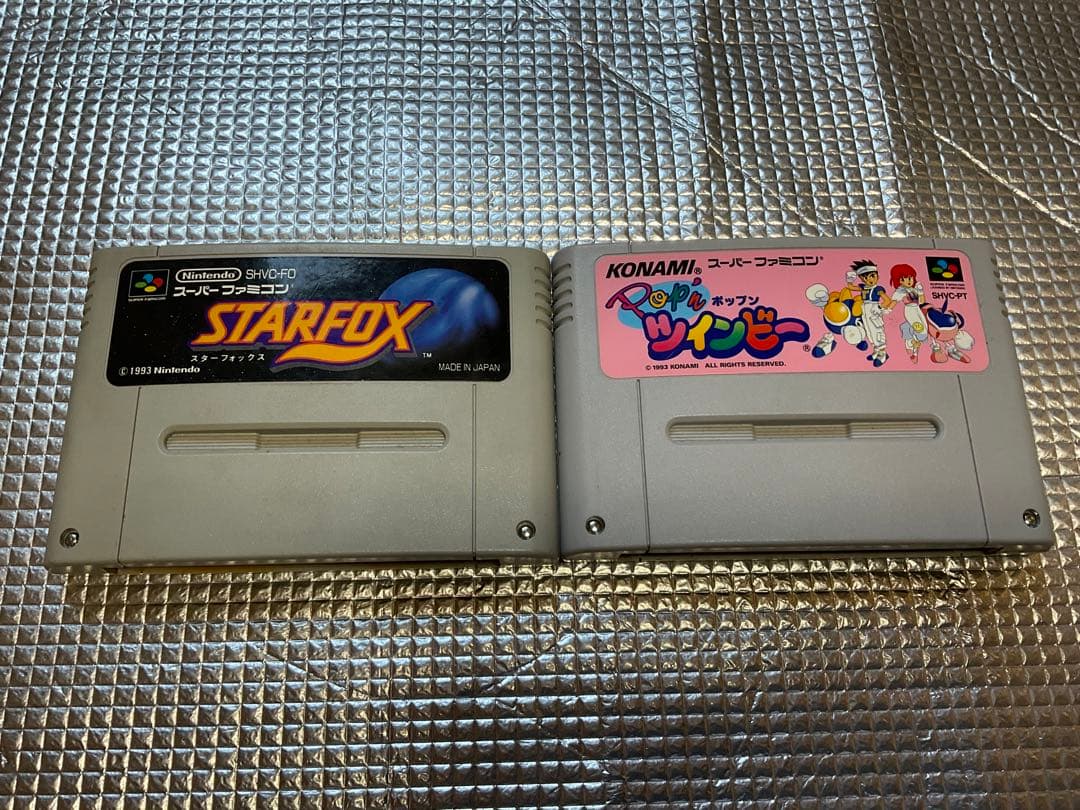 Nintendo SHVC-FO
スーパーファミコン
STARFOX™
スターフォックス
© 1993 Nintendo
MADE IN JAPAN
KONAMI® スーパーファミコン®
Pop'n
ポップン
ツインビー®
SHVC-PT
© 1993 KONAMI ALL RIGHTS RESERVED.